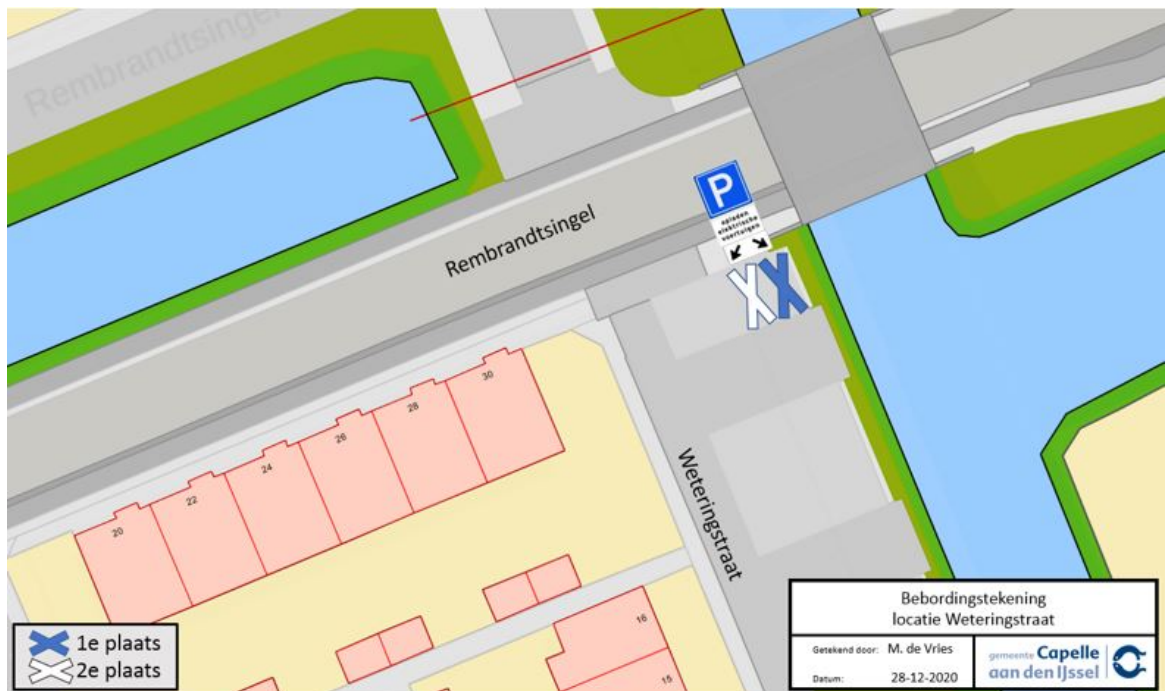 Rembrandtsingel
P
opladen
elektrische
voertuigen
Rembrandtsingel
30
28
26
24
22
20
Weteringstraat
16
15
1e plaats
2e plaats
Bebordingstekening
locatie Weteringstraat
Getekend door: M. de Vries
Datum: 28-12-2020
gemeente Capelle
aan den IJssel